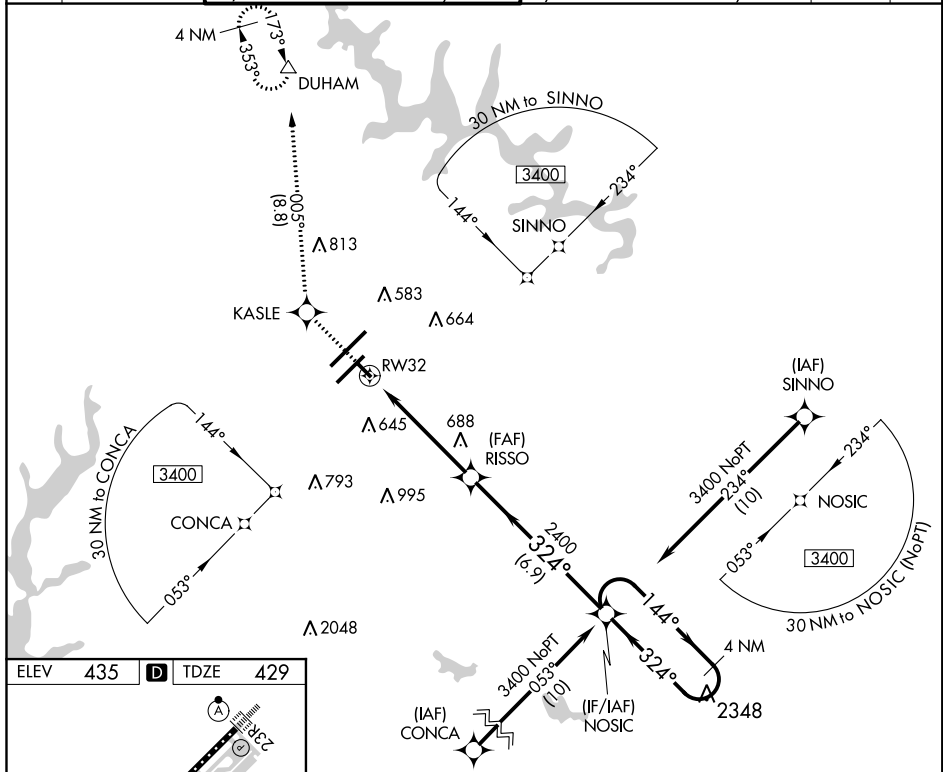 4 NM
173°
353°
DUHAM
30 NM to SINNO
3400
234°
144°
SINNO
005°
(8.8)
813
583
664
KASLE
RW32
(IAF)
SINNO
645
688
(FAF)
RISSO
30 NM to CONCA
144°
3400
CONCA
053°
793
995
3400 NoPT
234°
(10)
234°
NOSIC
053°
3400
30 NM to NOSIC (NoPT)
2400
324°
(6.9)
2048
144°
324°
4 NM
2348
3400 NoPT
053°
(10)
(IF/IAF)
NOSIC
(IAF)
CONCA
ELEV 435 D TDZE 429
A
23R
P